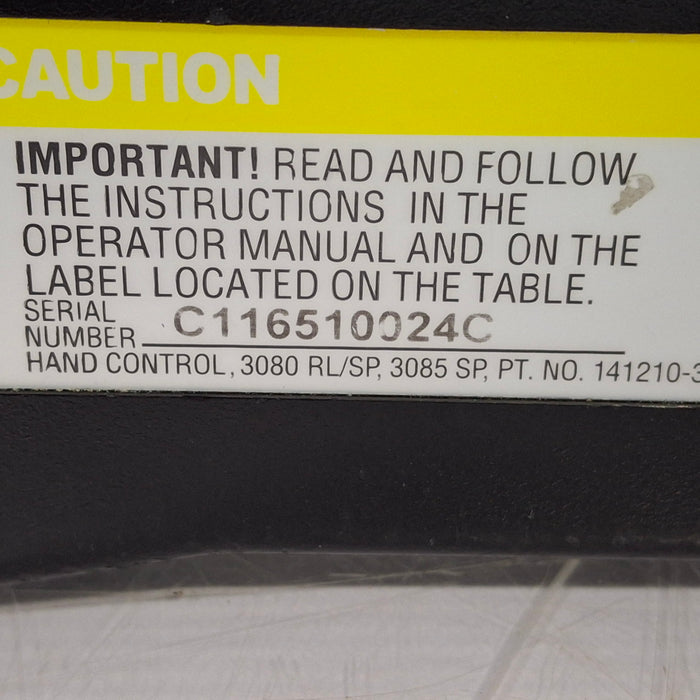 CAUTION
IMPORTANT! READ AND FOLLOW
THE INSTRUCTIONS IN THE
OPERATOR MANUAL AND ON THE
LABEL LOCATED ON THE TABLE.
SERIAL
NUMBER C116510024C
HAND CONTROL, 3080 RL/SP, 3085 SP, PT. NO. 141210-3